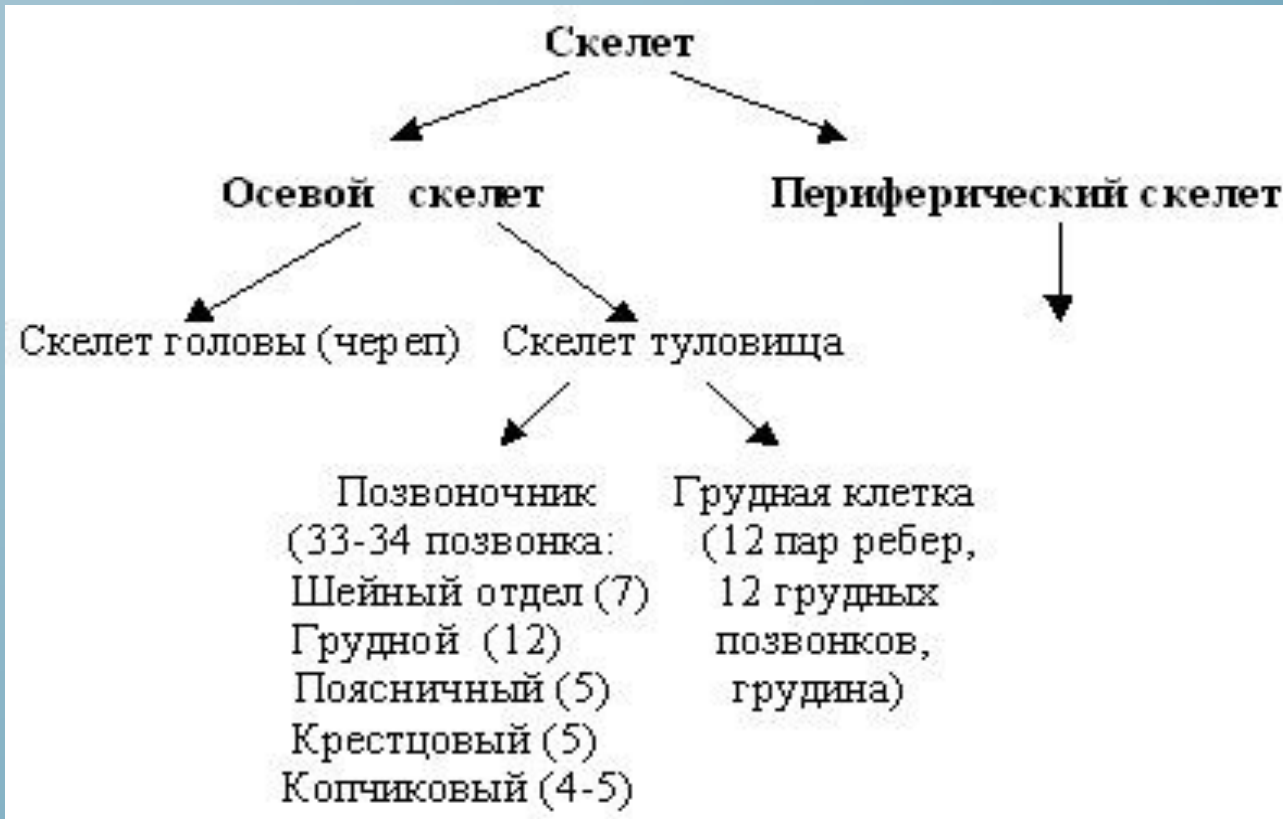 Скелет
Осевой скелет
Периферический скелет
Скелет головы (череп)
Скелет туловища
Позвоночник
(33-34 позвонка:
Шейный отдел (7)
Грудной (12)
Поясничный (5)
Крестцовый (5)
Копчиковый (4-5)
Грудная клетка
(12 пар ребер,
12 грудных
позвонков,
грудина)